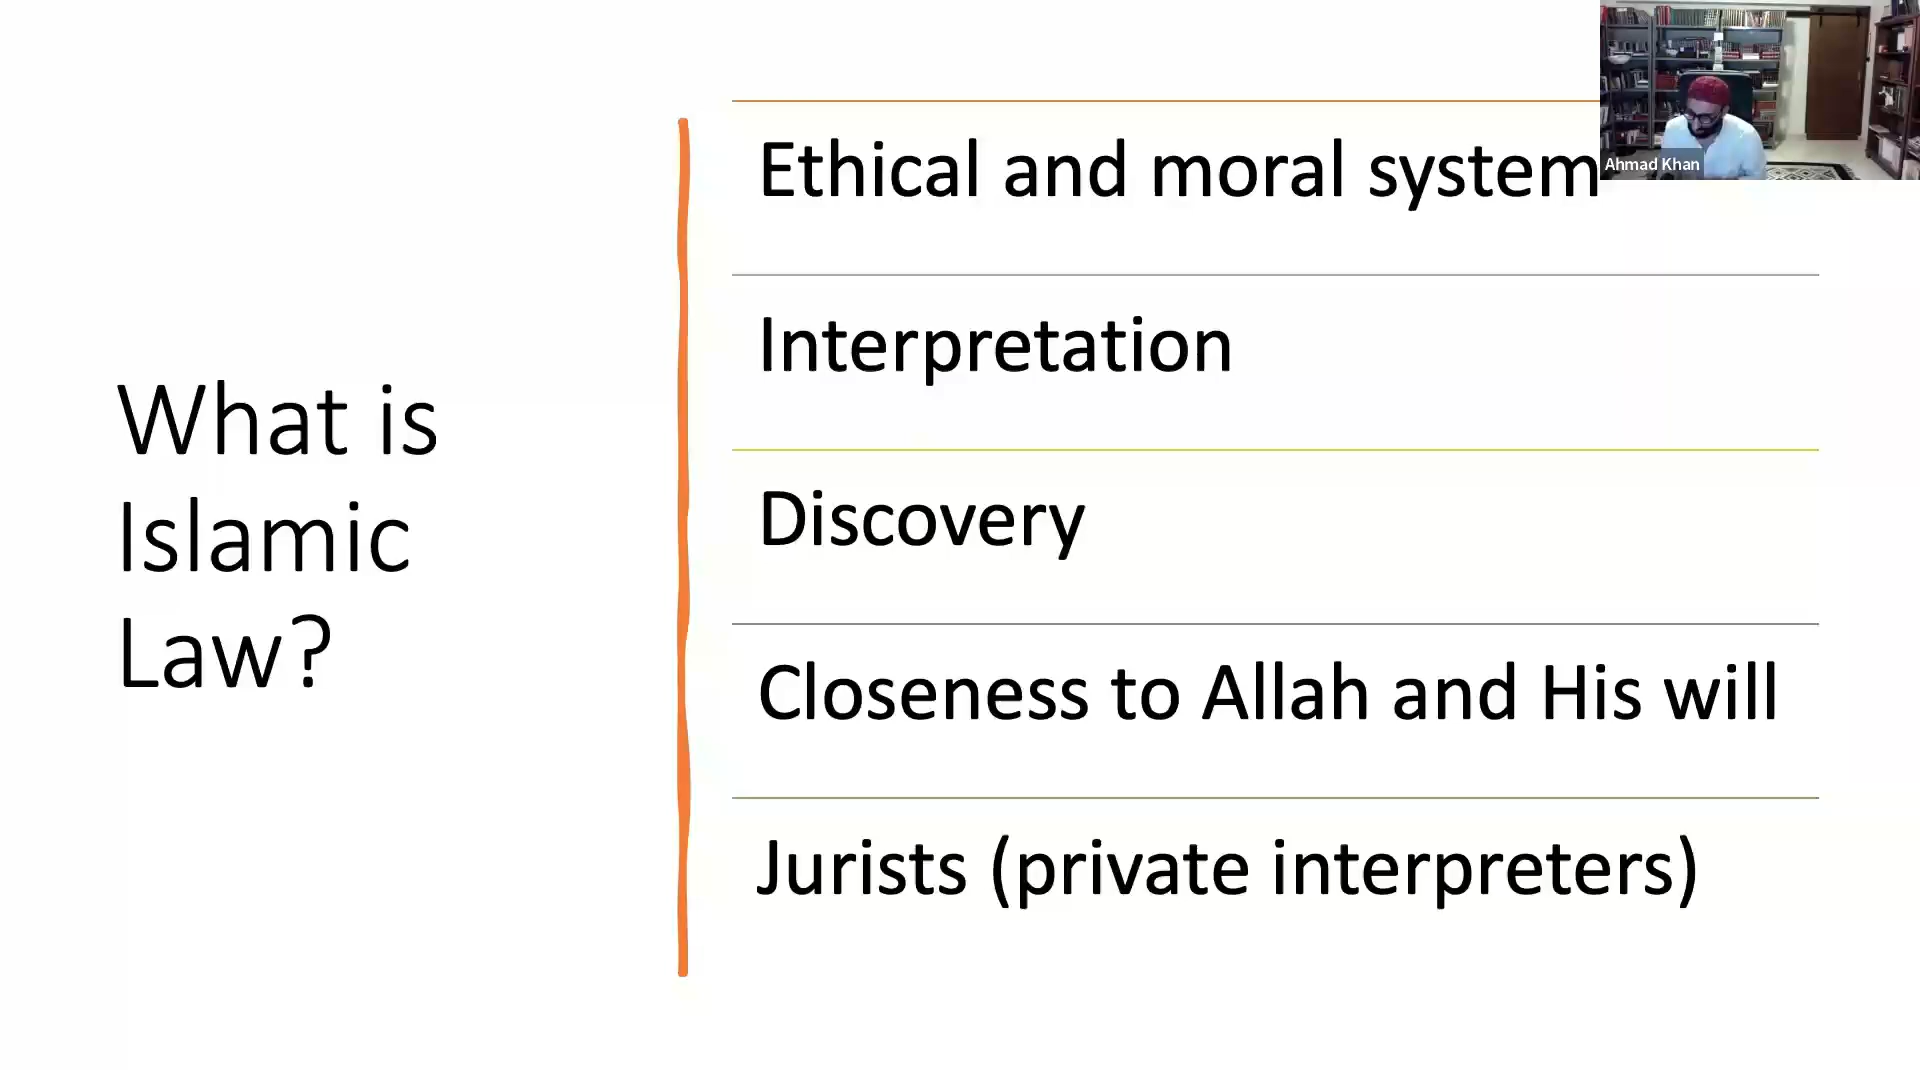 What is
Islamic
Law?
Ethical and moral system
Interpretation
Discovery
Closeness to Allah and His will
Jurists (private interpreters)
Ahmad Khan